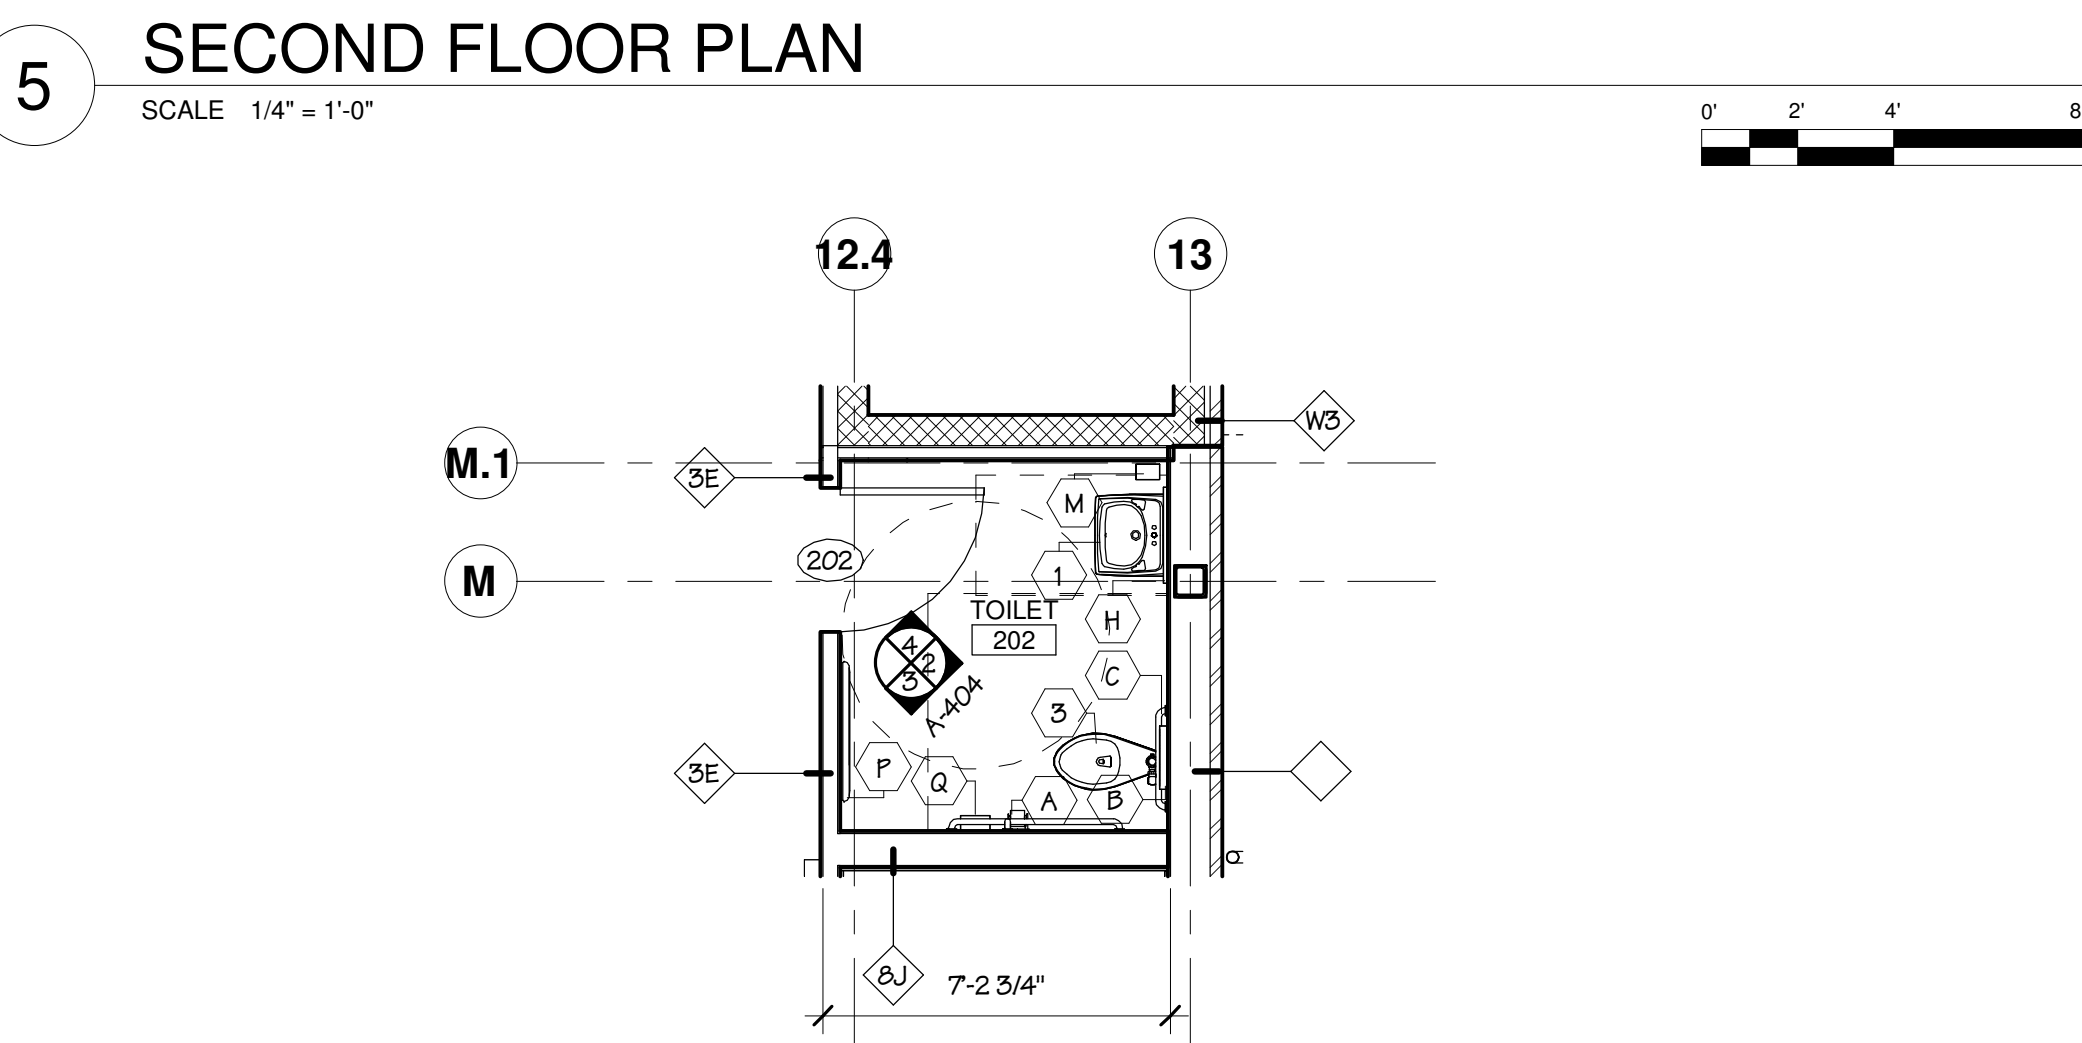 5
SECOND FLOOR PLAN
SCALE 1/4" = 1'-0"
0' 2' 4' 8
12.4 13
W3
M.1
3E
M
M
202
1
TOILET
202
H
C
4
2
3
A-404
3
3E
P
Q
A
B
8J
7'-2 3/4"